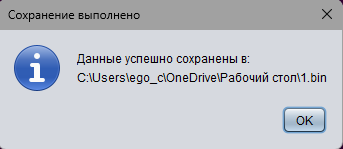 Сохранение выполнено
Данные успешно сохранены в:
C:\Users\ego_c\OneDrive\Рабочий стол\1.bin
OK